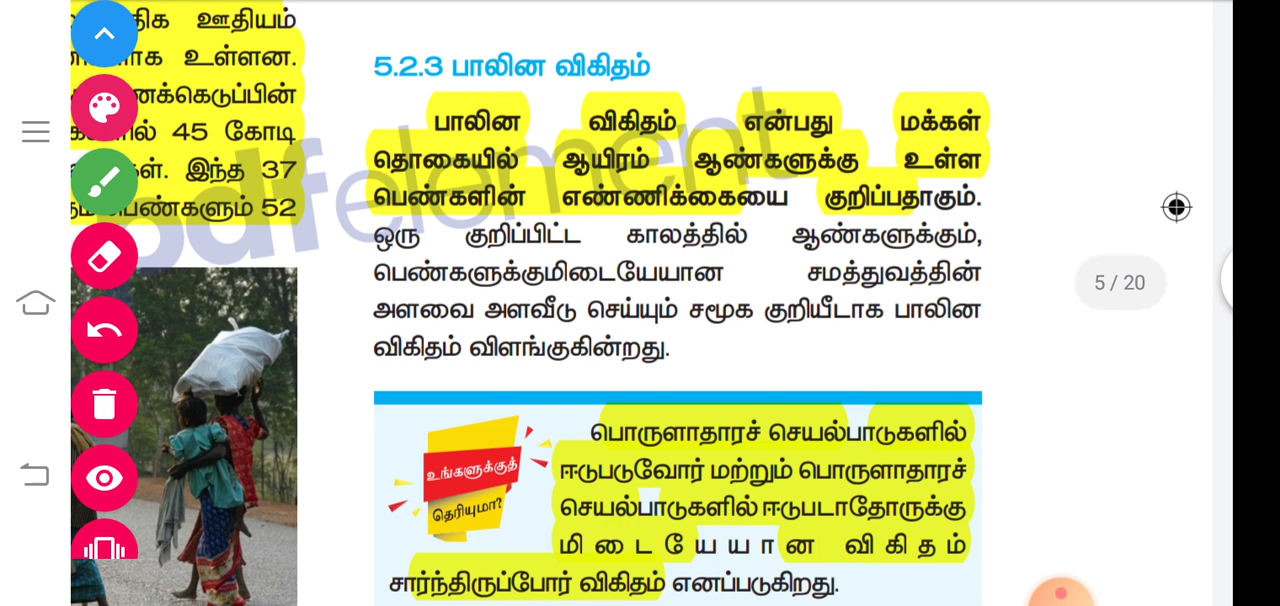 ஊதியம்
உள்ளன.
45 கோடி
இந்த 37
52
5.2.3 பாலின விகிதம்
பாலின விகிதம் என்பது மக்கள்
தொகையில் ஆயிரம் ஆண்களுக்கு உள்ள
பெண்களின் எண்ணிக்கையை குறிப்பதாகும்.
ஒரு குறிப்பிட்ட காலத்தில் ஆண்களுக்கும்,
பெண்களுக்குமிடையேயான சமத்துவத்தின்
அளவை அளவீடு செய்யும் சமூக குறியீடாக பாலின
விகிதம் விளங்குகின்றது.
உங்களுக்குத்
தெரியுமா?
பொருளாதாரச் செயல்பாடுகளில்
ஈடுபடுவோர் மற்றும் பொருளாதாரச்
செயல்பாடுகளில் ஈடுபடாதோருக்கு
மிடையேயான விகிதம்
சார்ந்திருப்போர் விகிதம் எனப்படுகிறது.
pdfelement
5 / 20